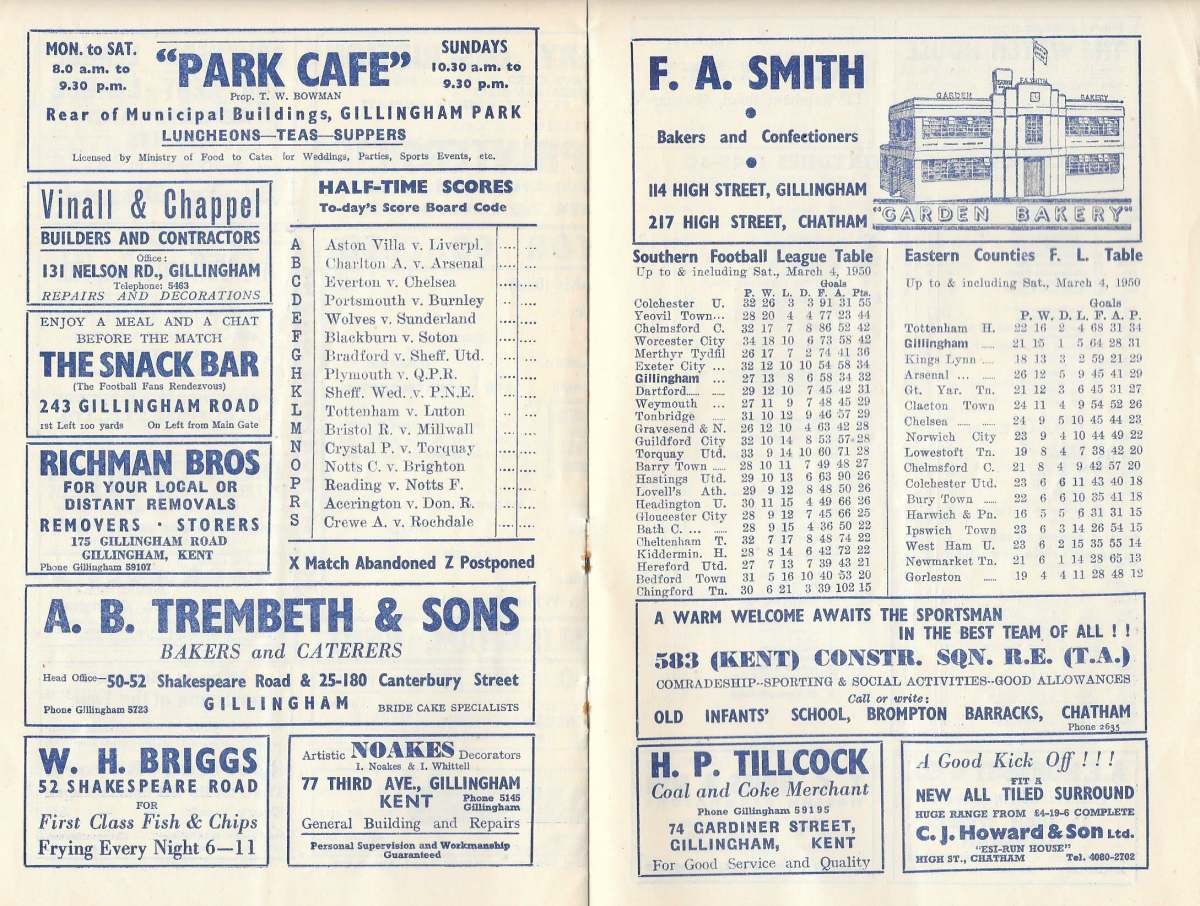 MON. to SAT.
8.0 a.m. to
9.30 p.m.
"PARK CAFE"
Prop. T. W. BOWMAN
SUNDAYS
10.30 a.m. to
9.30 p.m.
Rear of Municipal Buildings, GILLINGHAM PARK
LUNCHEONS—TEAS—SUPPERS
Licensed by Ministry of Food to Cater for Weddings, Parties, Sports Events, etc.
Vinall & Chappel
BUILDERS AND CONTRACTORS
Office:
131 NELSON RD., GILLINGHAM
Telephone: 5463
REPAIRS AND DECORATIONS
ENJOY A MEAL AND A CHAT
BEFORE THE MATCH
THE SNACK BAR
(The Football Fans Rendezvous)
243 GILLINGHAM ROAD
1st Left 100 yards On Left from Main Gate
RICHMAN BROS
FOR YOUR LOCAL OR
DISTANT REMOVALS
REMOVERS · STORERS
175 GILLINGHAM ROAD
GILLINGHAM, KENT
Phone Gillingham 59107
HALF-TIME SCORES
To-day's Score Board Code
A Aston Villa v. Liverpl. .... ...
B Charlton A. v. Arsenal .... ...
C Everton v. Chelsea .... ...
D Portsmouth v. Burnley .. ...
E Wolves v. Sunderland .... ...
F Blackburn v. Soton .... ...
G Bradford v. Sheff. Utd. .... ...
H Plymouth v. Q.P.R. .... ...
K Sheff. Wed. .v P.N.E. .... ...
L Tottenham v. Luton .. ...
M Bristol R. v. Millwall .... ...
N Crystal P. v. Torquay .... ...
O Notts C. v. Brighton .... ...
P Reading v. Notts F. .... ...
R Accrington v. Don. R. .... ...
S Crewe A. v. Rochdale .... ...
X Match Abandoned Z Postponed
A. B. TREMBETH & SONS
BAKERS and CATERERS
Head Office—50-52 Shakespeare Road & 25-180 Canterbury Street
Phone Gillingham 5723 GILLINGHAM BRIDE CAKE SPECIALISTS
W. H. BRIGGS
52 SHAKESPEARE ROAD
FOR
First Class Fish & Chips
Frying Every Night 6—11
Artistic NOAKES Decorators
I. Noakes & I. Whittell
77 THIRD AVE., GILLINGHAM
KENT Phone 5145
Gillingham
General Building and Repairs
Personal Supervision and Workmanship
Guaranteed
F. A. SMITH
Bakers and Confectioners
114 HIGH STREET, GILLINGHAM
217 HIGH STREET, CHATHAM
GARDEN F.A.SMITH BAKERY
"GARDEN BAKERY"
Southern Football League Table
Up to & including Sat., March 4, 1950
Goals
P. W. L. D. F. A. Pts.
Colchester U. 32 26 3 3 91 31 55
Yeovil Town... 28 20 4 4 77 23 44
Chelmsford C. 32 17 7 8 86 52 42
Worcester City 34 18 10 6 73 58 42
Merthyr Tydfil 26 17 7 2 74 41 36
Exeter City ... 32 12 10 10 54 58 34
Gillingham ... 27 13 8 6 58 34 32
Dartford..... 29 12 10 7 45 42 31
Weymouth ... 27 11 9 7 48 45 29
Tonbridge ..... 31 10 12 9 46 57 29
Gravesend & N. 26 12 10 4 63 42 28
Guildford City 32 10 14 8 53 57 28
Torquay Utd. 33 9 14 10 60 71 28
Barry Town ..... 28 10 11 7 49 48 27
Hastings Utd 29 10 13 6 63 90 26
Lovell's Ath. 29 9 12 8 48 50 26
Headington U. 30 11 15 4 49 66 26
Gloucester City 28 9 12 7 45 66 25
Bath C. ... ..... 28 9 15 4 36 50 22
Cheltenham T. 32 7 17 8 48 74 22
Kiddermin. H. 28 8 14 6 42 72 22
Hereford Utd. 27 7 13 7 39 43 21
Bedford Town 31 5 16 10 40 53 20
Chingford Tn. 30 6 21 3 39 102 15
Eastern Counties F. L. Table
Up to & including Sat., March 4, 1950
Goals
P. W. D. L. F. A. P.
Tottenham H. 22 16 2 4 68 31 34
Gillingham ..... 21 15 1 5 64 28 31
Kings Lynn ..... 18 13 3 2 59 21 29
Arsenal ... ..... 26 12 5 9 45 41 29
Gt. Yar. Tn. 21 12 3 6 45 31 27
Clacton Town 24 11 4 9 54 52 26
Chelsea ..... ..... 24 9 5 10 45 44 23
Norwich City 23 9 4 10 44 49 22
Lowestoft Tn. 19 8 4 7 38 42 20
Chelmsford C. 21 8 4 9 42 57 20
Colchester Utd. 23 6 6 11 43 40 18
Bury Town ..... 22 6 6 10 35 41 18
Harwich & Pn. 16 5 5 6 31 31 15
Ipswich Town 23 6 3 14 26 54 15
West Ham U. 23 6 2 15 35 55 14
Newmarket Tn. 21 6 1 14 28 65 13
Gorleston ..... 19 4 4 11 28 48 12
A WARM WELCOME AWAITS THE SPORTSMAN
IN THE BEST TEAM OF ALL ! !
583 (KENT) CONSTR. SQN. R.E. (T.A.)
COMRADESHIP--SPORTING & SOCIAL ACTIVITIES--GOOD ALLOWANCES
Call or write:
OLD INFANTS' SCHOOL, BROMPTON BARRACKS, CHATHAM
Phone 2635
H. P. TILLCOCK
Coal and Coke Merchant
Phone Gillingham 59195
74 GARDINER STREET,
GILLINGHAM, KENT
For Good Service and Quality
A Good Kick Off ! ! !
FIT A
NEW ALL TILED SURROUND
HUGE RANGE FROM £4-19-6 COMPLETE
C. J. Howard & Son Ltd.
"ESI-RUN HOUSE"
HIGH ST., CHATHAM Tel. 4080-2702